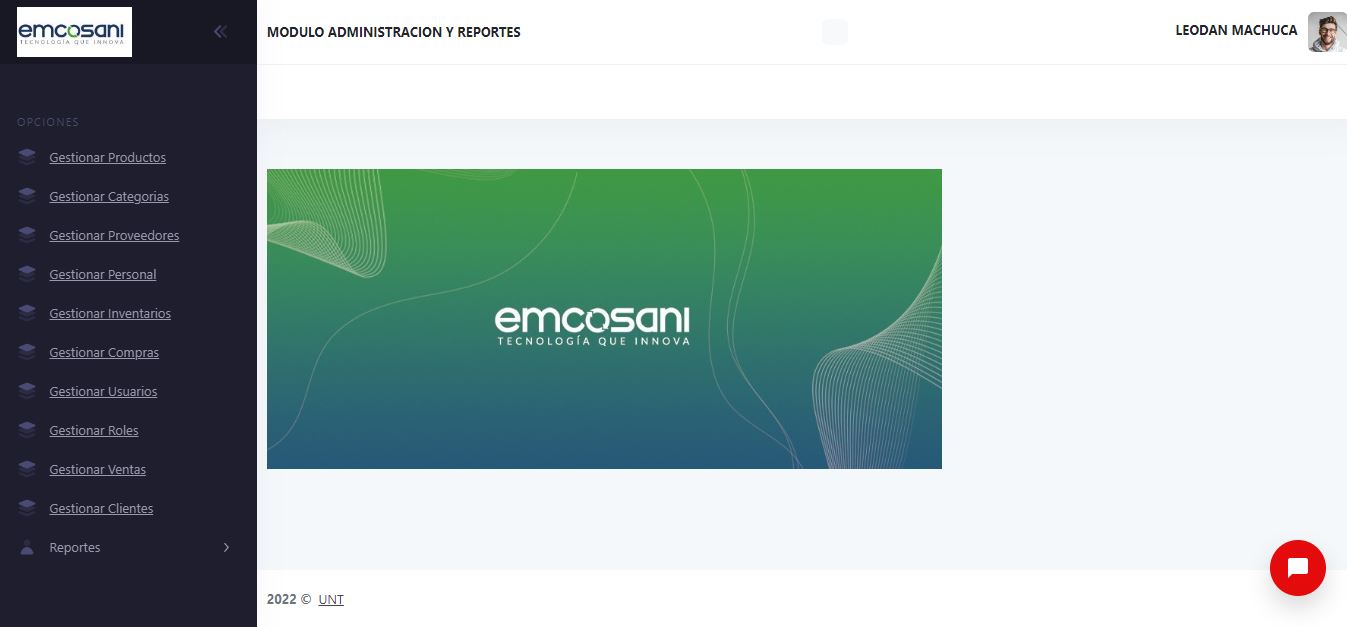 emcosani
TECNOLOGÍA QUE INNOVA
MODULO ADMINISTRACION Y REPORTES
LEODAN MACHUCA
OPCIONES
Gestionar Productos
Gestionar Categorias
Gestionar Proveedores
Gestionar Personal
Gestionar Inventarios
Gestionar Compras
Gestionar Usuarios
Gestionar Roles
Gestionar Ventas
Gestionar Clientes
Reportes
emcosani
TECNOLOGÍA QUE INNOVA
2022 © UNT